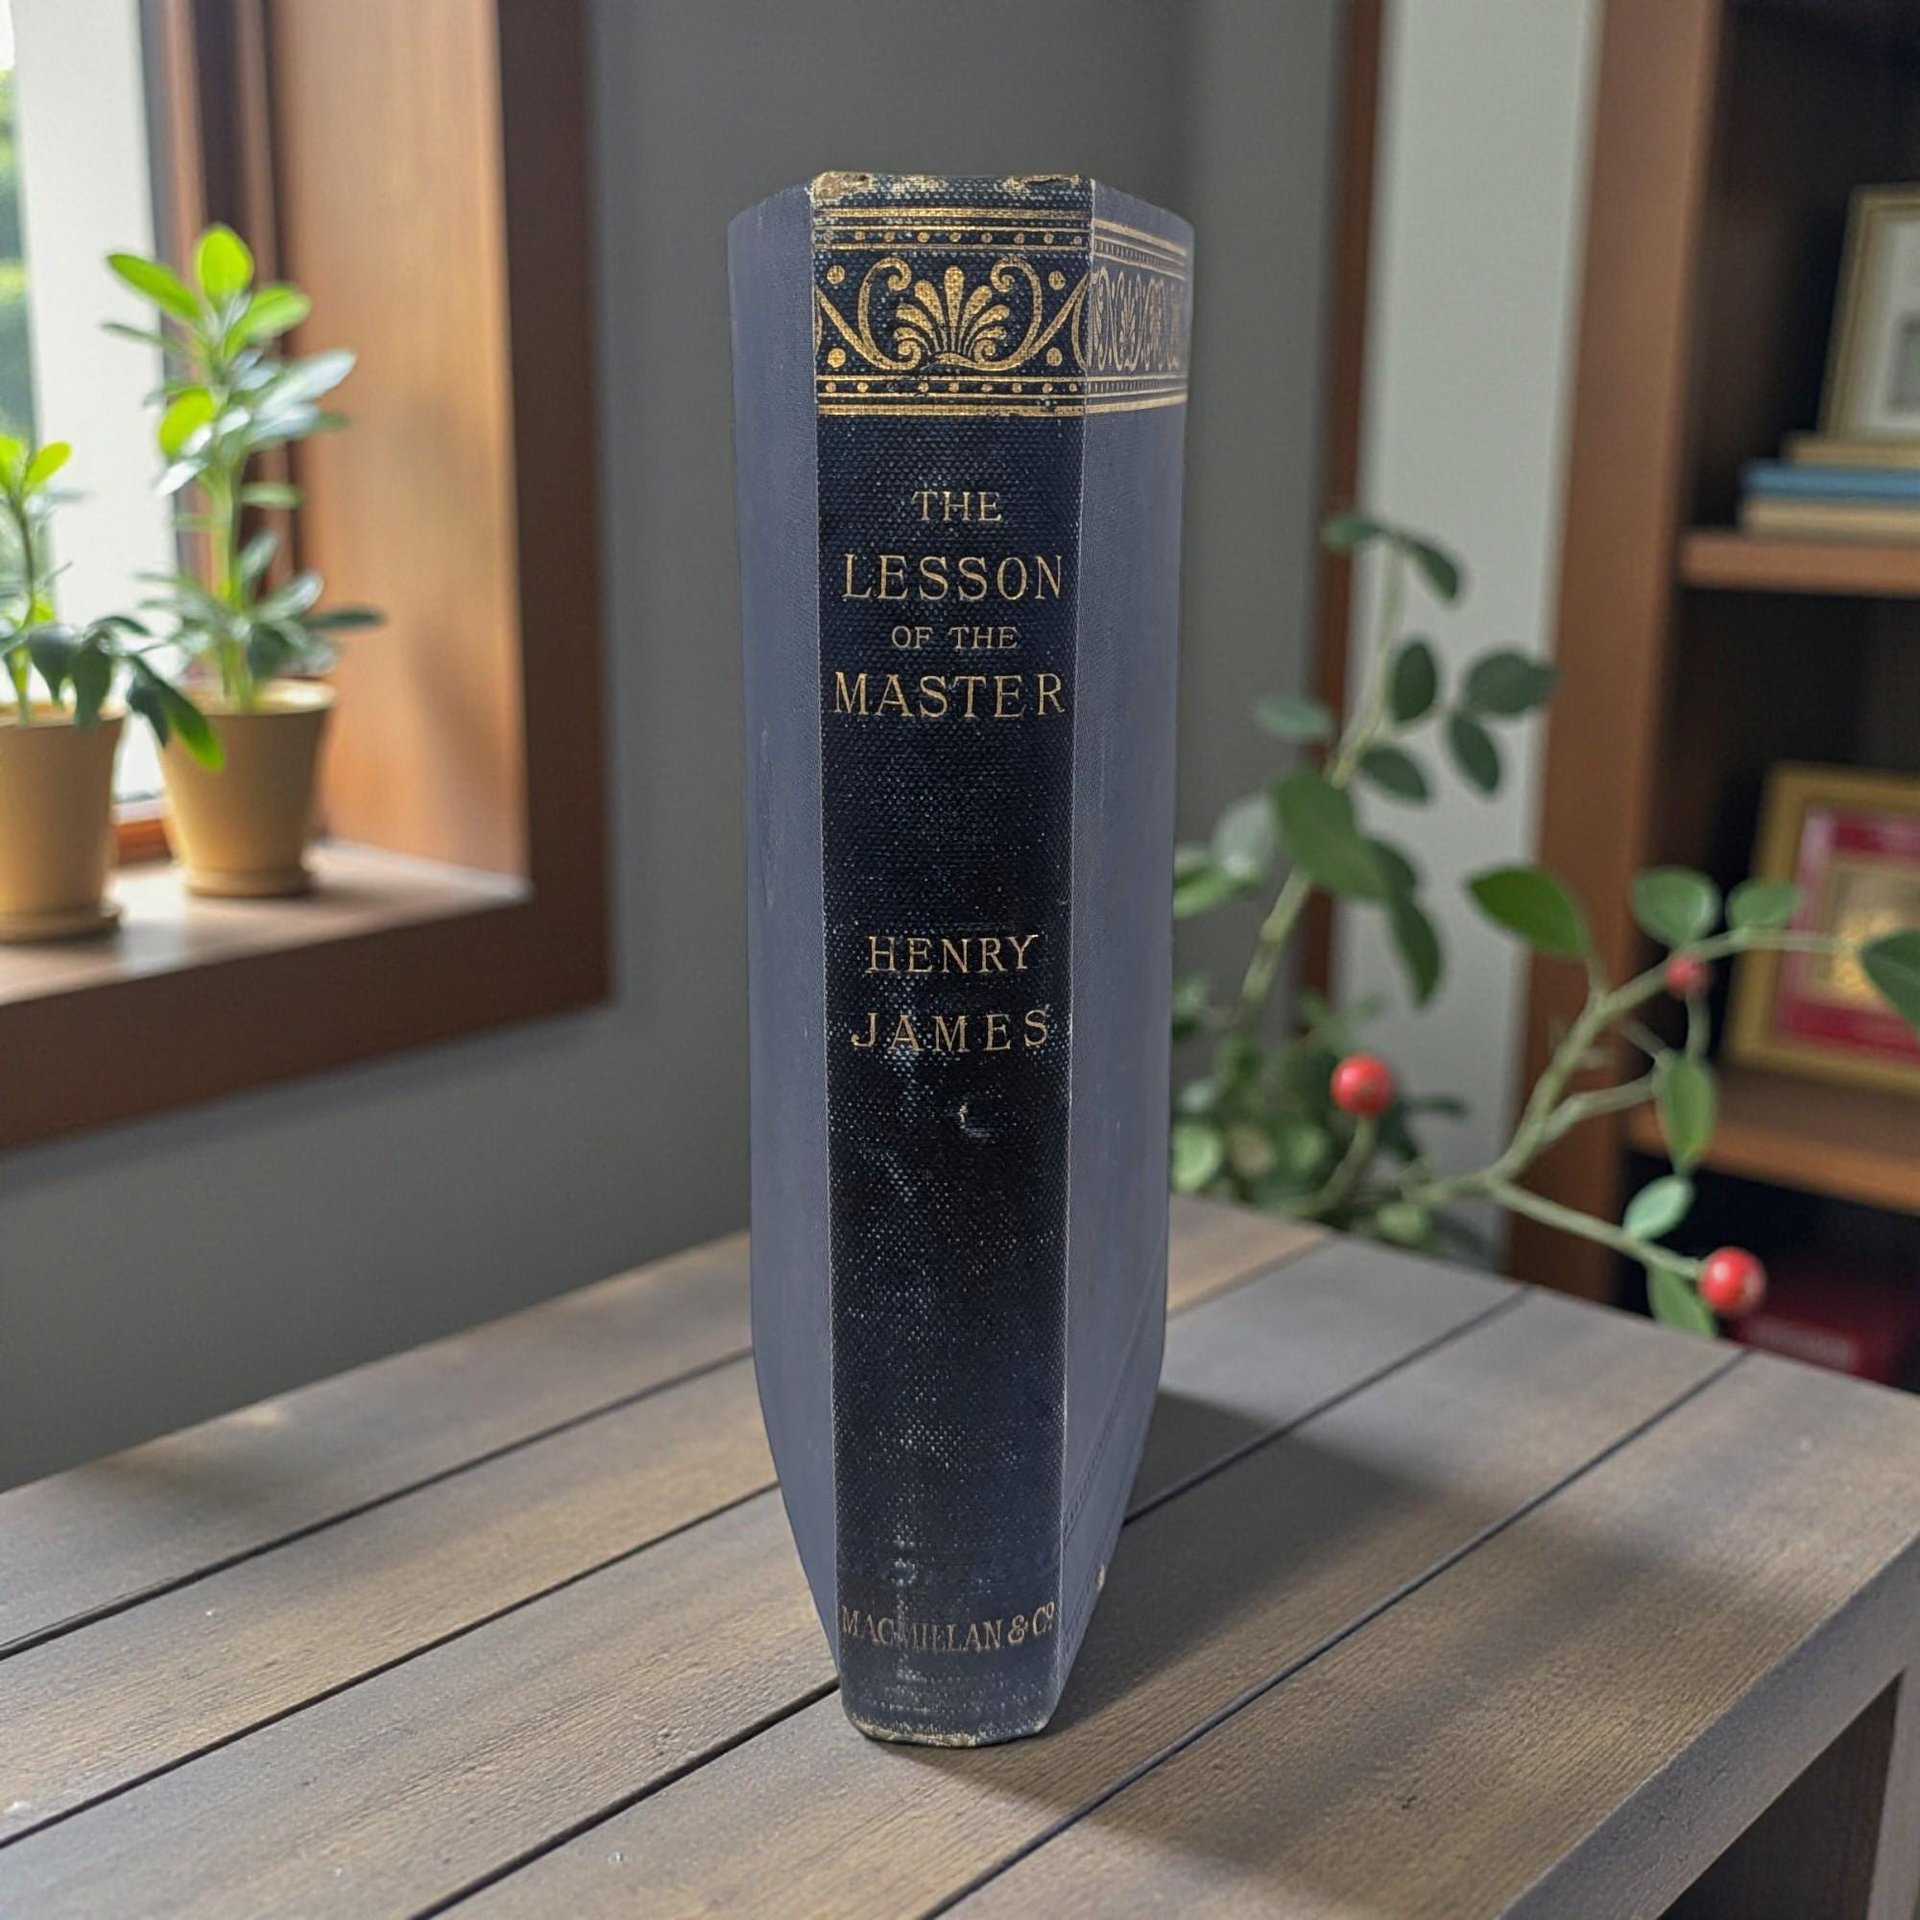 THE
LESSON
OF THE
MASTER
HENRY
JAMES
MACMILLAN & Cº